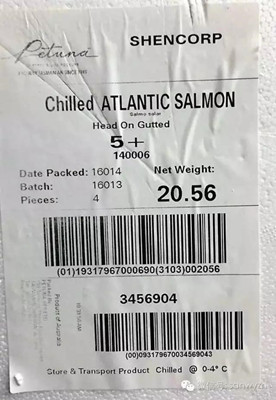 Petuna
SHENCORP
Chilled ATLANTIC SALMON
Salmo salar
Head On Gutted
5+
140006
Date Packed: 16014
Net Weight:
Batch: 16013
20.56
Pieces: 4
(01)19317967000690(3103)002056
Product of Australia
3456904
(00)093179670034569043
Store & Transport Product Chilled @ 0-4° C